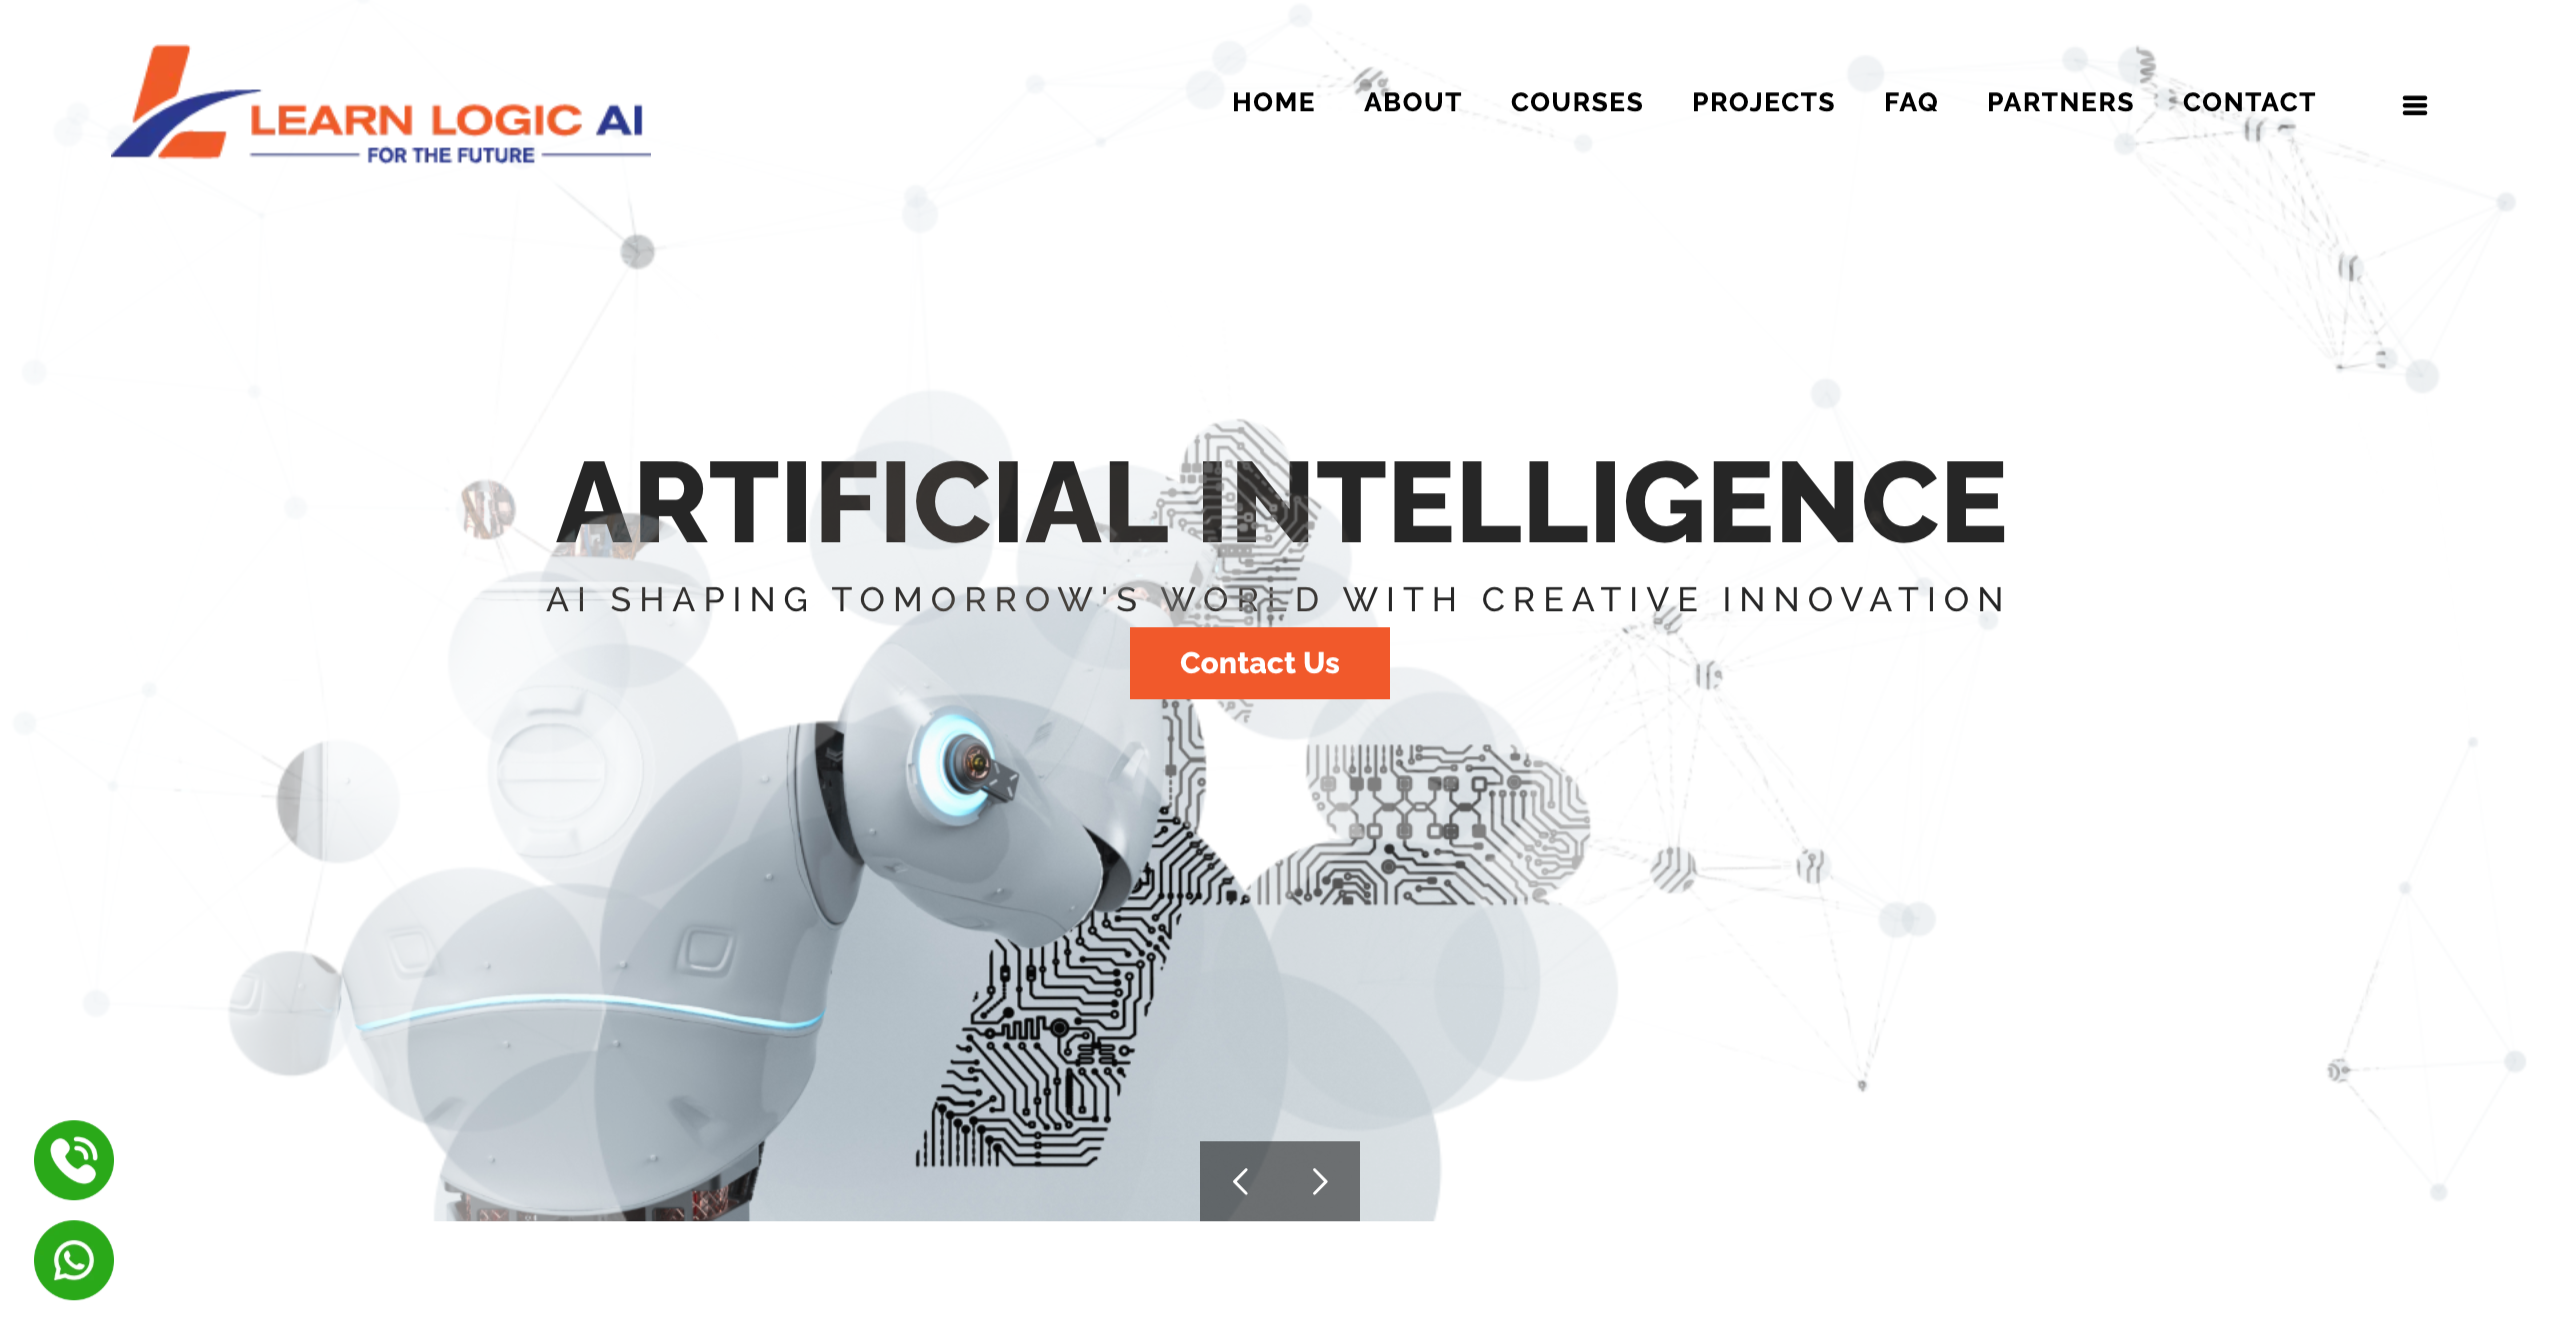 LEARN LOGIC AI
FOR THE FUTURE
HOME ABOUT COURSES PROJECTS FAQ PARTNERS CONTACT
ARTIFICIAL INTELLIGENCE
AI SHAPING TOMORROW'S WORLD WITH CREATIVE INNOVATION
Contact Us